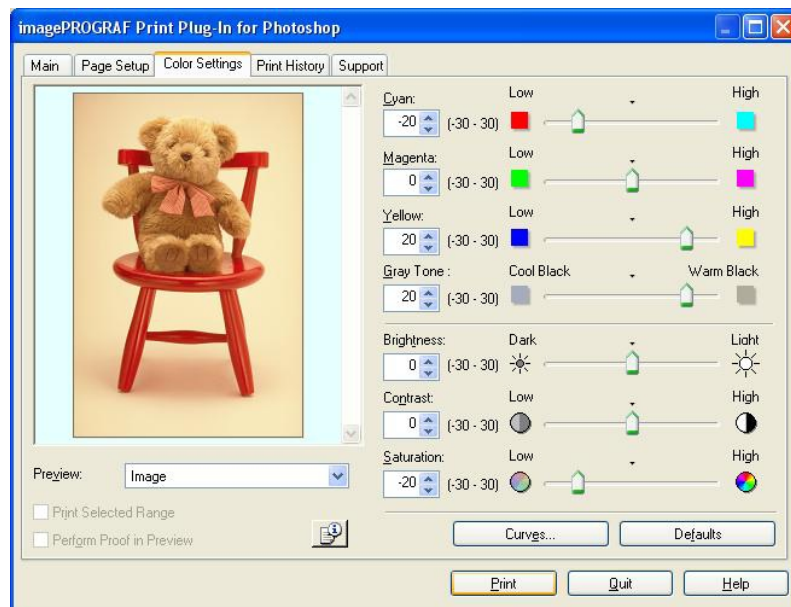 imagePROGRAF Print Plug-In for Photoshop
Main Page Setup Color Settings Print History Support
Cyan: Low High
-20 (-30 - 30)
Magenta: Low High
0 (-30 - 30)
Yellow: Low High
20 (-30 - 30)
Gray Tone : Cool Black Warm Black
20 (-30 - 30)
Brightness: Dark Light
0 (-30 - 30)
Contrast: Low High
0 (-30 - 30)
Saturation: Low High
-20 (-30 - 30)
Preview: Image
Print Selected Range
Perform Proof in Preview
Curves... Defaults
Print Quit Help